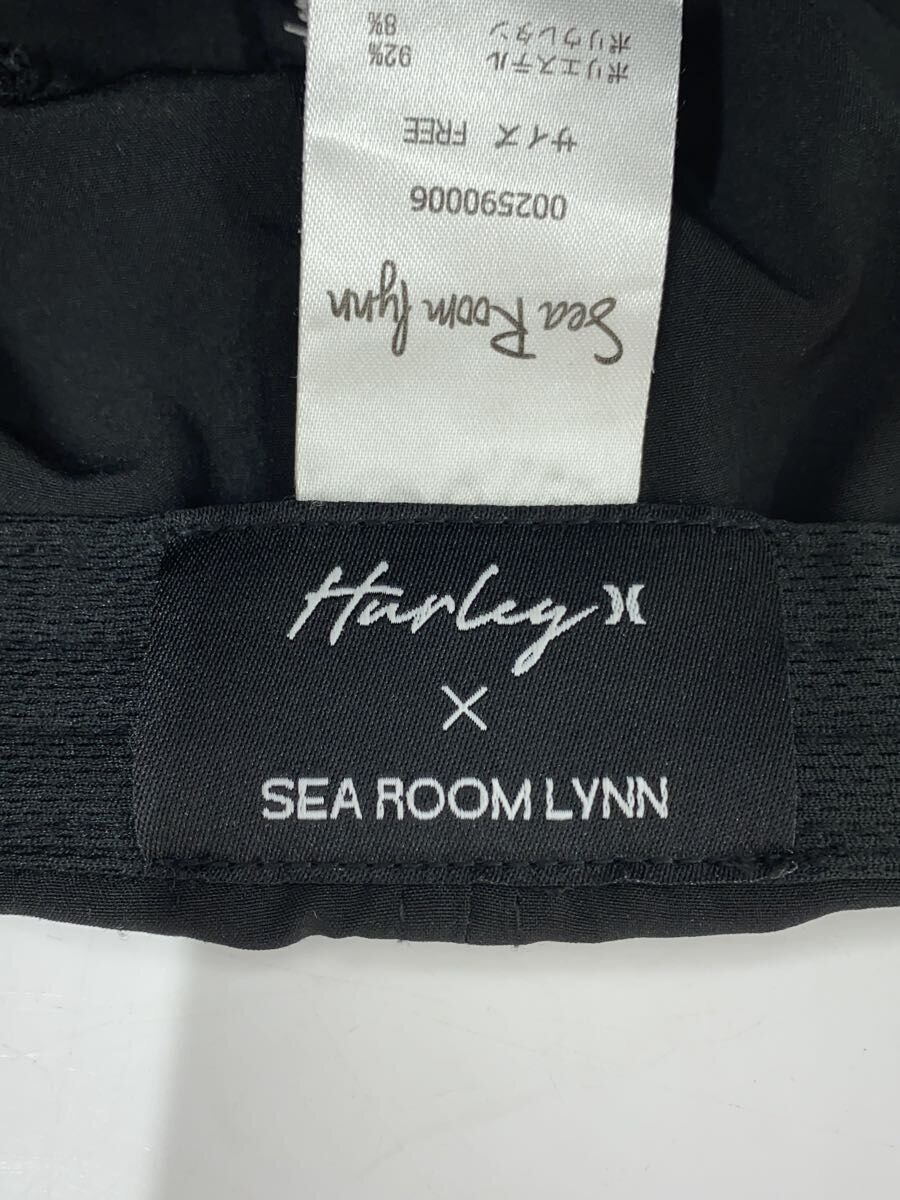 Sea Room lynn
002590006
サイズ FREE
ポリエステル 92%
ポリウレタン 8%
Hurley
×
SEA ROOM LYNN